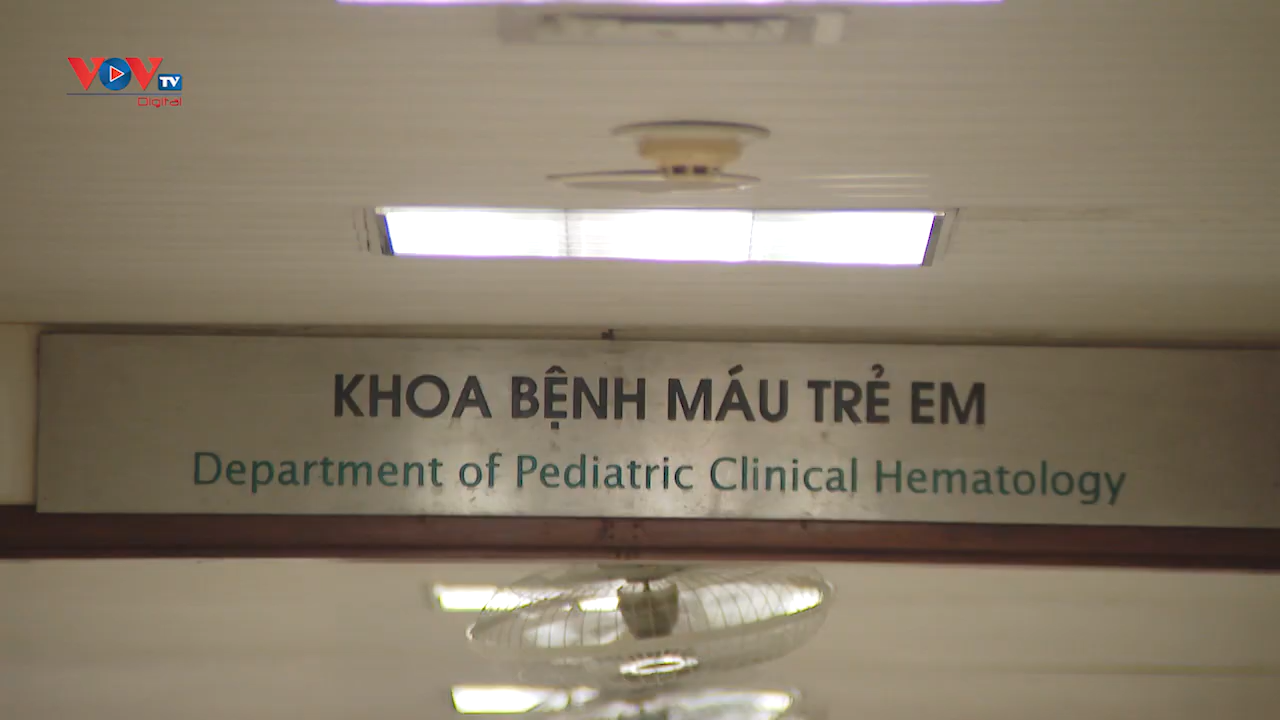 VOV TV
Digital
KHOA BỆNH MÁU TRẺ EM
Department of Pediatric Clinical Hematology